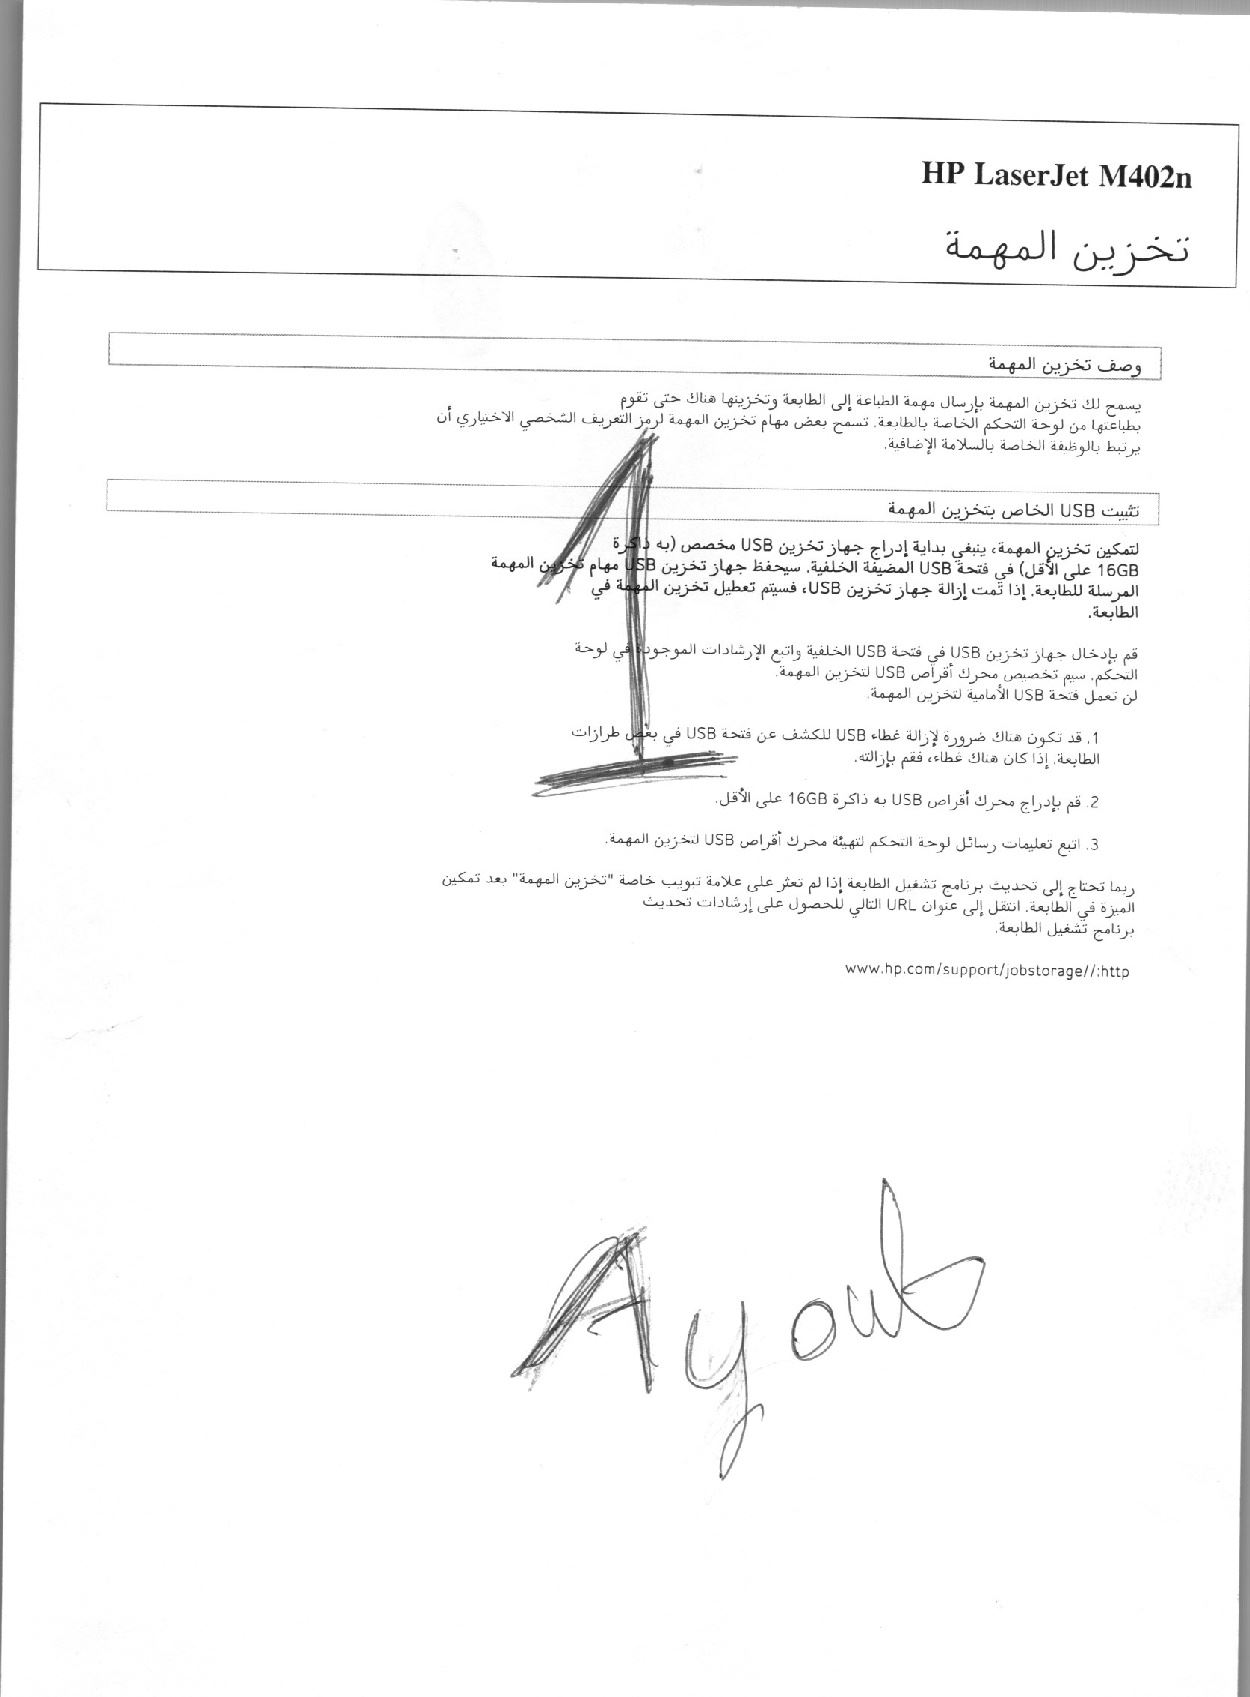 HP LaserJet M402n
تخزين المهمة
وصف تخزين المهمة
يسمح لك تخزين المهمة بإرسال مهمة الطباعة إلى الطابعة وتخزينها هناك حتى تقوم
بطباعتها من لوحة التحكم الخاصة بالطابعة. تسمح بعض مهام تخزين المهمة لرمز التعريف الشخصي الاختياري أن
يرتبط بالوظيفة الخاصة بالسلامة الإضافية.
تثبيت USB الخاص بتخزين المهمة
لتمكين تخزين المهمة، ينبغي بداية إدراج جهاز تخزين USB مخصص (به ذاكرة
16GB على الأقل) في فتحة USB المضيفة الخلفية. سيحفظ جهاز تخزين USB مهام تخزين المهمة
المرسلة للطابعة. إذا تمت إزالة جهاز تخزين USB، فسيتم تعطيل تخزين المهمة في
الطابعة.
قم بإدخال جهاز تخزين USB في فتحة USB الخلفية واتبع الإرشادات الموجودة في لوحة
التحكم. سيم تخصيص محرك أقراص USB لتخزين المهمة.
لن تعمل فتحة USB الأمامية لتخزين المهمة.
1. قد تكون هناك ضرورة لإزالة غطاء USB للكشف عن فتحة USB في بعض طرازات
الطابعة. إذا كان هناك غطاء، فقم بإزالته.
2. قم بإدراج محرك أقراص USB به ذاكرة 16GB على الأقل.
3. اتبع تعليمات رسائل لوحة التحكم لتهيئة محرك أقراص USB لتخزين المهمة.
ربما تحتاج إلى تحديث برنامج تشغيل الطابعة إذا لم تعثر على علامة تبويب خاصة "تخزين المهمة" بعد تمكين
الميزة في الطابعة. انتقل إلى عنوان URL التالي للحصول على إرشادات تحديث
برنامج تشغيل الطابعة.
www.hp.com/support/jobstorage//:http
1
Ayoub